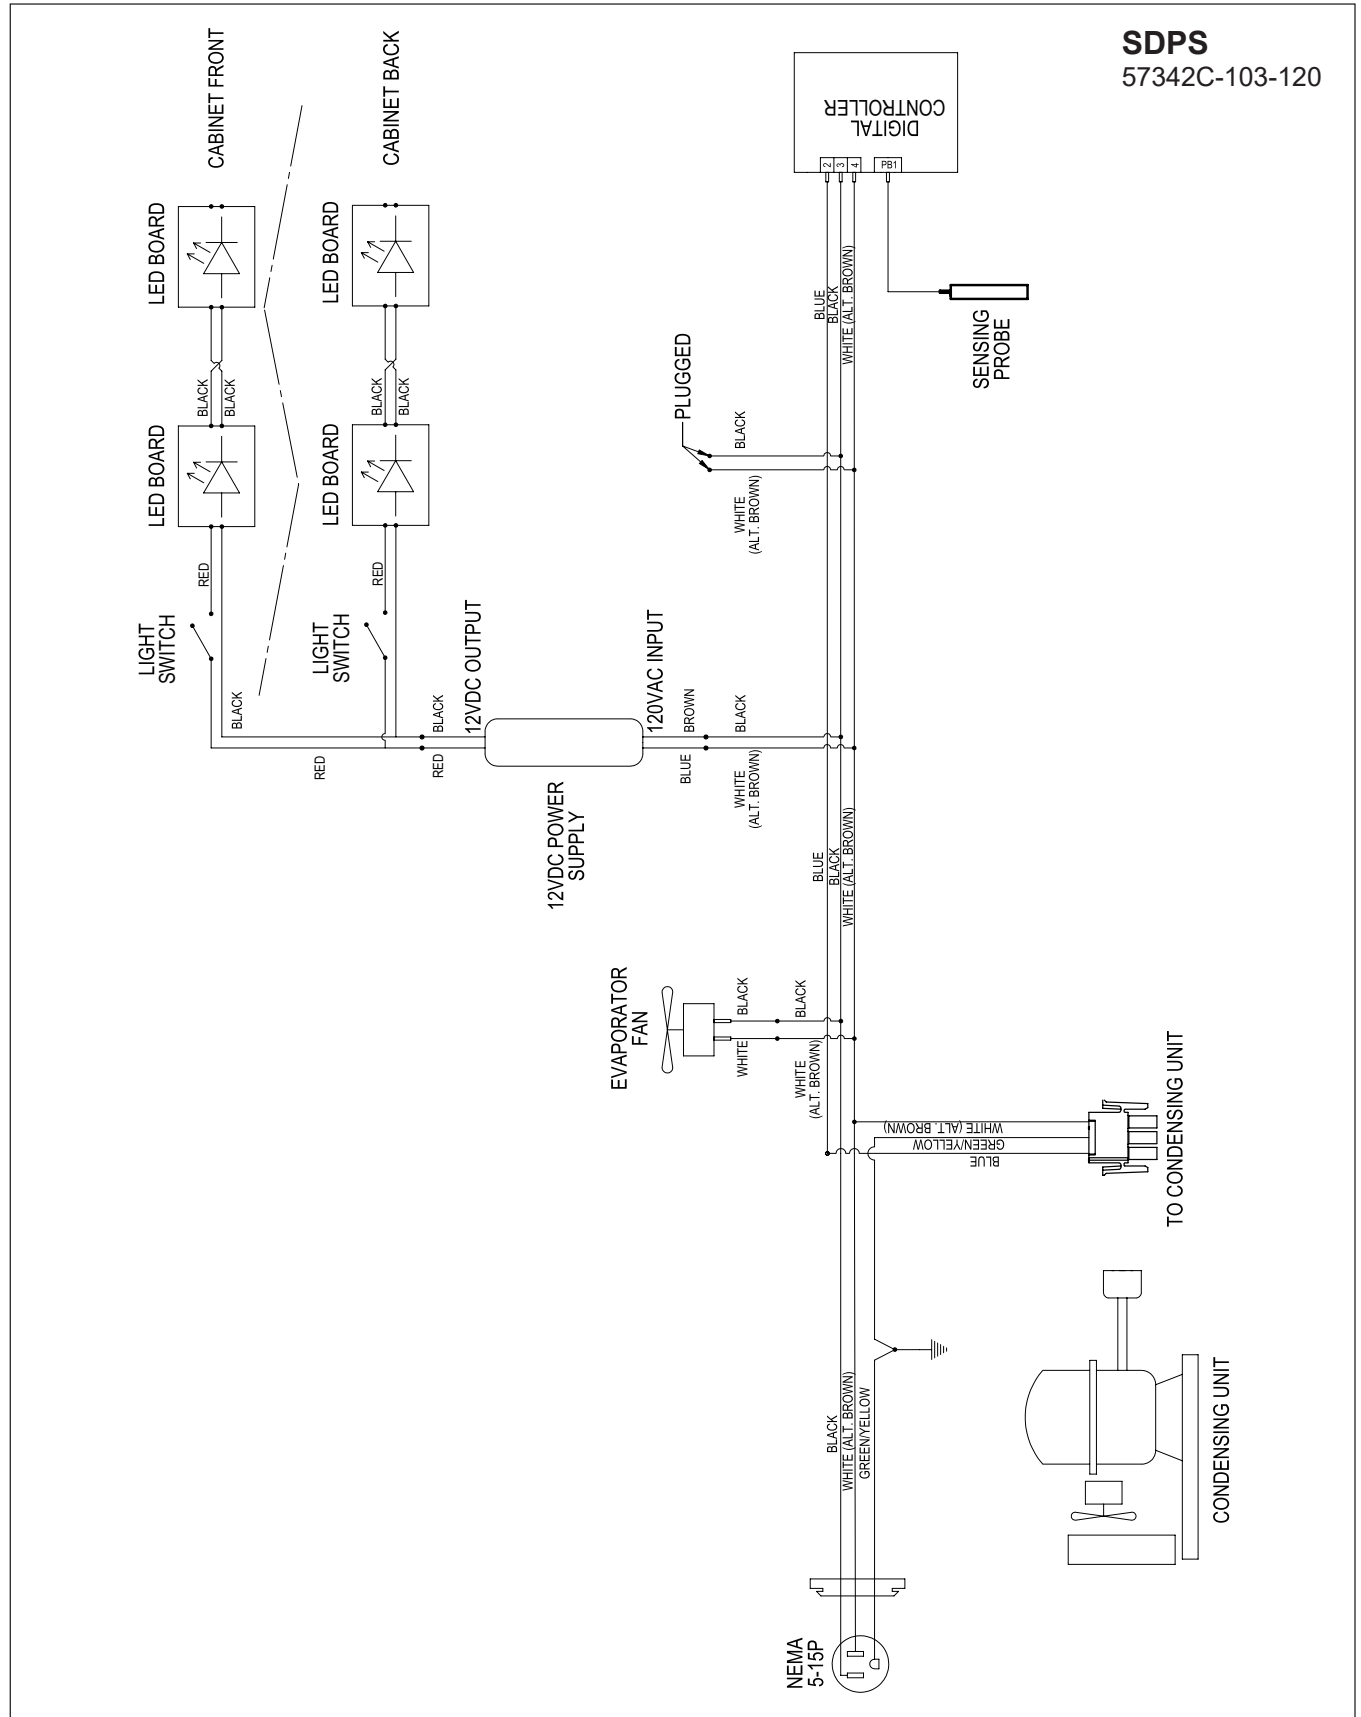 SDPS
57342C-103-120
CABINET FRONT
CABINET BACK
LED BOARD
LED BOARD
BLACK
BLACK
BLACK
BLACK
LED BOARD
LED BOARD
RED
RED
LIGHT
SWITCH
LIGHT
SWITCH
BLACK
RED
BLACK
RED
12VDC OUTPUT
12VDC POWER
SUPPLY
120VAC INPUT
BROWN
BLUE
BLACK
WHITE
(ALT. BROWN)
DIGITAL
CONTROLLER
2
3
4
PB1
SENSING
PROBE
BLUE
BLACK
WHITE (ALT. BROWN)
PLUGGED
BLACK
WHITE
(ALT. BROWN)
BLUE
BLACK
WHITE (ALT. BROWN)
EVAPORATOR
FAN
BLACK
WHITE
BLACK
WHITE
(ALT. BROWN)
WHITE (ALT. BROWN)
GREEN/YELLOW
BLUE
TO CONDENSING UNIT
CONDENSING UNIT
BLACK
WHITE (ALT. BROWN)
GREEN/YELLOW
NEMA
5-15P